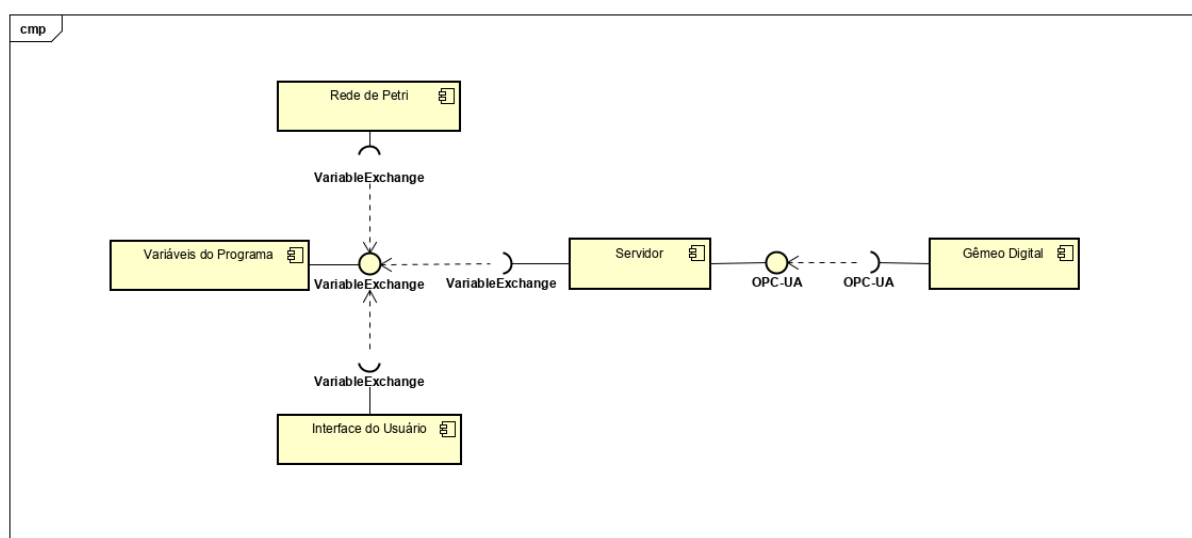 cmp
Rede de Petri
VariableExchange
Variáveis do Programa
VariableExchange
VariableExchange
Servidor
OPC-UA
OPC-UA
Gêmeo Digital
VariableExchange
Interface do Usuário